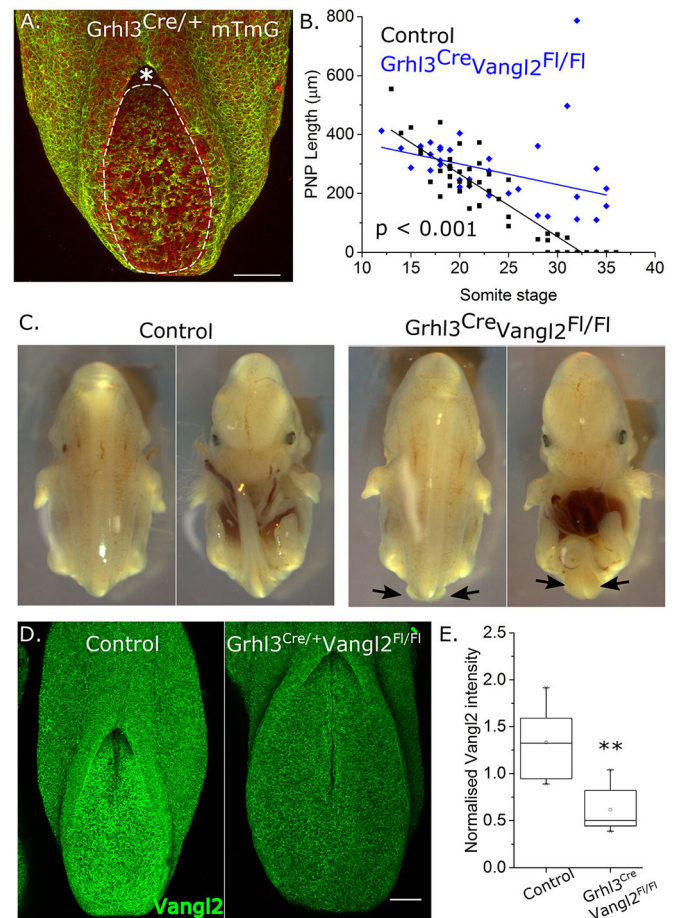 A.
Grhl3Cre/+ mTmG
*
B.
Control
Grhl3CreVangl2Fl/Fl
PNP Length (µm)
800
600
400
200
0
p < 0.001
10 15 20 25 30 35 40
Somite stage
C.
Control
Grhl3CreVangl2Fl/Fl
D.
Control
Grhl3Cre/+Vangl2Fl/Fl
Vangl2
E.
Normalised Vangl2 intensity
2.5
2.0
1.5
1.0
0.5
0.0
**
Control
Grhl3Cre
Vangl2Fl/Fl